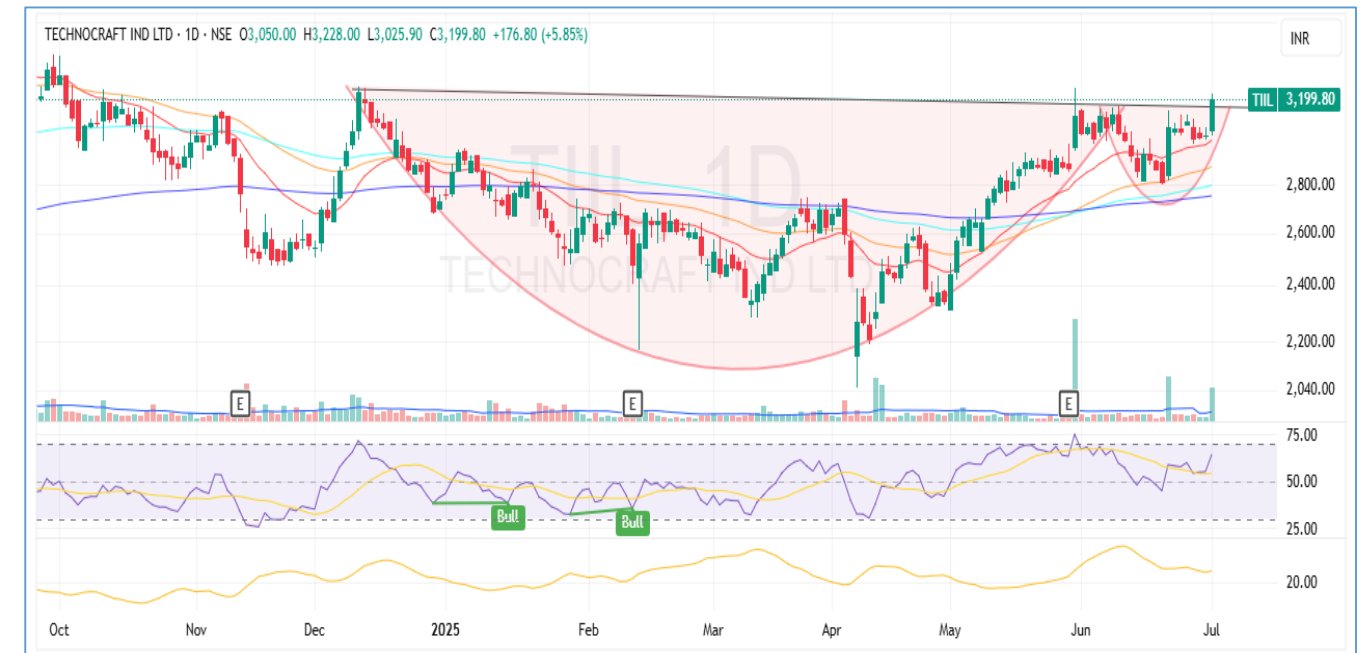 TECHNOCRAFT IND LTD · 1D · NSE O3,050.00 H3,228.00 L3,025.90 C3,199.80 +176.80 (+5.85%)
INR
TIIL 3,199.80
TIIL 1D
2,800.00
2,600.00
TECHNOCRAFT IND LTD
2,400.00
2,200.00
2,040.00
E E E
75.00
50.00
Bull Bull
25.00
20.00
Oct Nov Dec 2025 Feb Mar Apr May Jun Jul